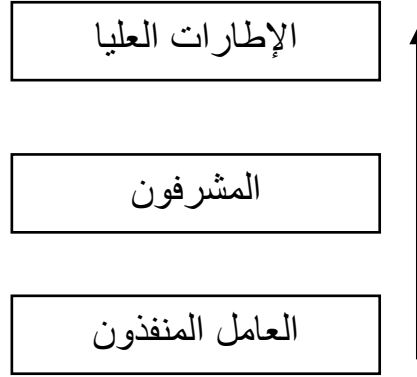 الإطارات العليا
المشرفون
العامل المنفذون